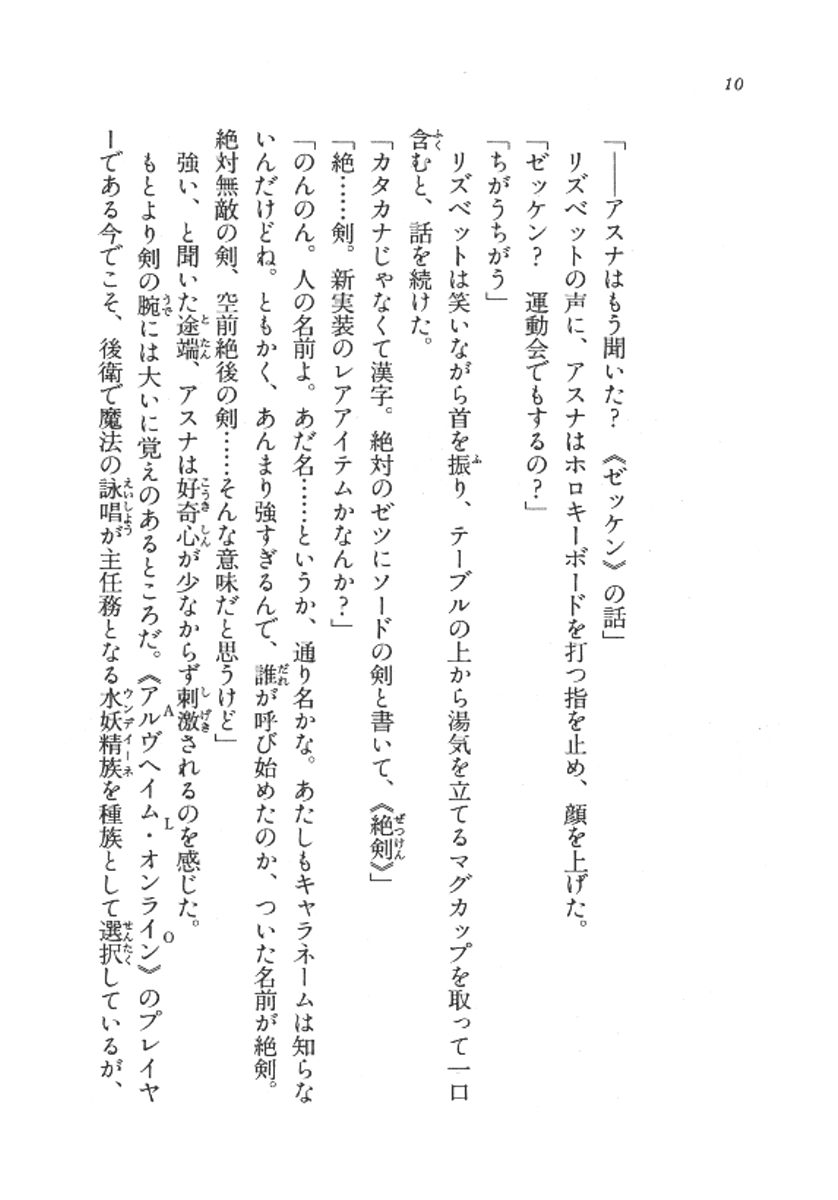 10
「──アスナはもう聞いた？　《ゼッケン》の話」
　リズベットの声に、アスナはホロキーボードを打つ指を止め、顔を上げた。
「ゼッケン？　運動会でもするの？」
「ちがうちがう」
　リズベットは笑いながら首を振り、テーブルの上から湯気を立てるマグカップを取って一口
含むと、話を続けた。
「カタカナじゃなくて漢字。絶対のゼツにソードの剣と書いて、《絶剣》」
「絶……剣。新実装のレアアイテムかなんか？」
「のんのん。人の名前よ。あだ名……というか、通り名かな。あたしもキャラネームは知らな
いんだけどね。ともかく、あんまり強すぎるんで、誰が呼び始めたのか、ついた名前が絶剣。
絶対無敵の剣、空前絶後の剣……そんな意味だと思うけど」
　強い、と聞いた途端、アスナは好奇心が少なからず刺激されるのを感じた。
　もとより剣の腕には大いに覚えのあるところだ。《アルヴヘイム・オンライン》のプレイヤ
ーである今でこそ、後衛で魔法の詠唱が主任務となる水妖精族を種族として選択しているが、